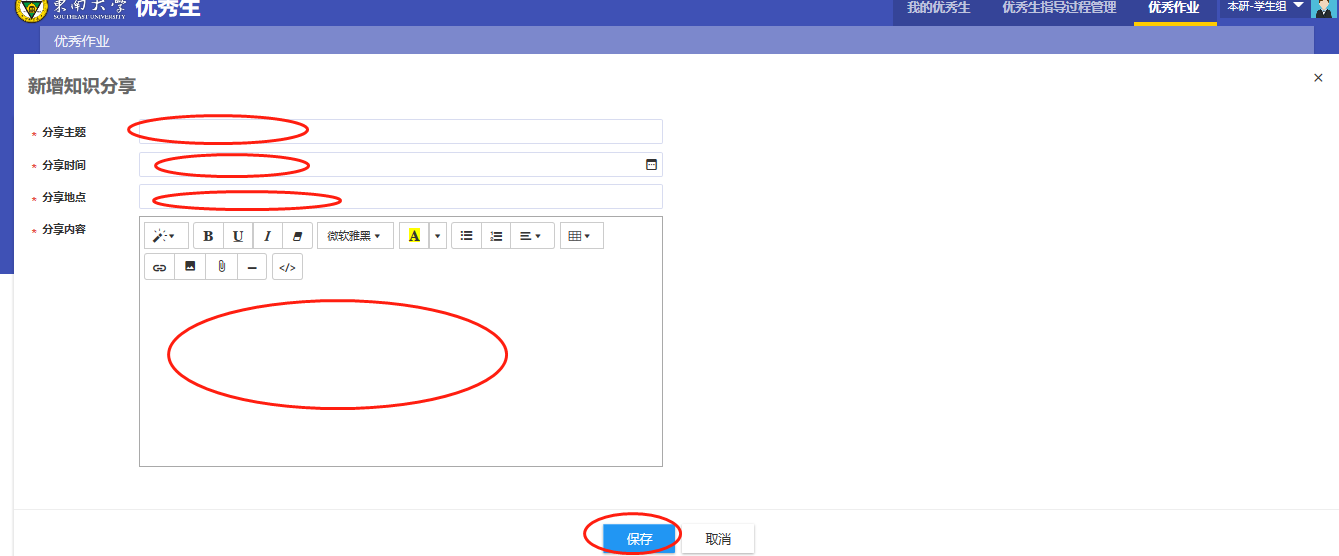 東南大学 优秀生 我的优秀生 优秀生指导过程管理 优秀作业 本研-学生组
SOUTHEAST UNIVERSITY
优秀作业
新增知识分享 ×
* 分享主题
* 分享时间
* 分享地点
* 分享内容
B U I 微软雅黑 A
</>
保存 取消